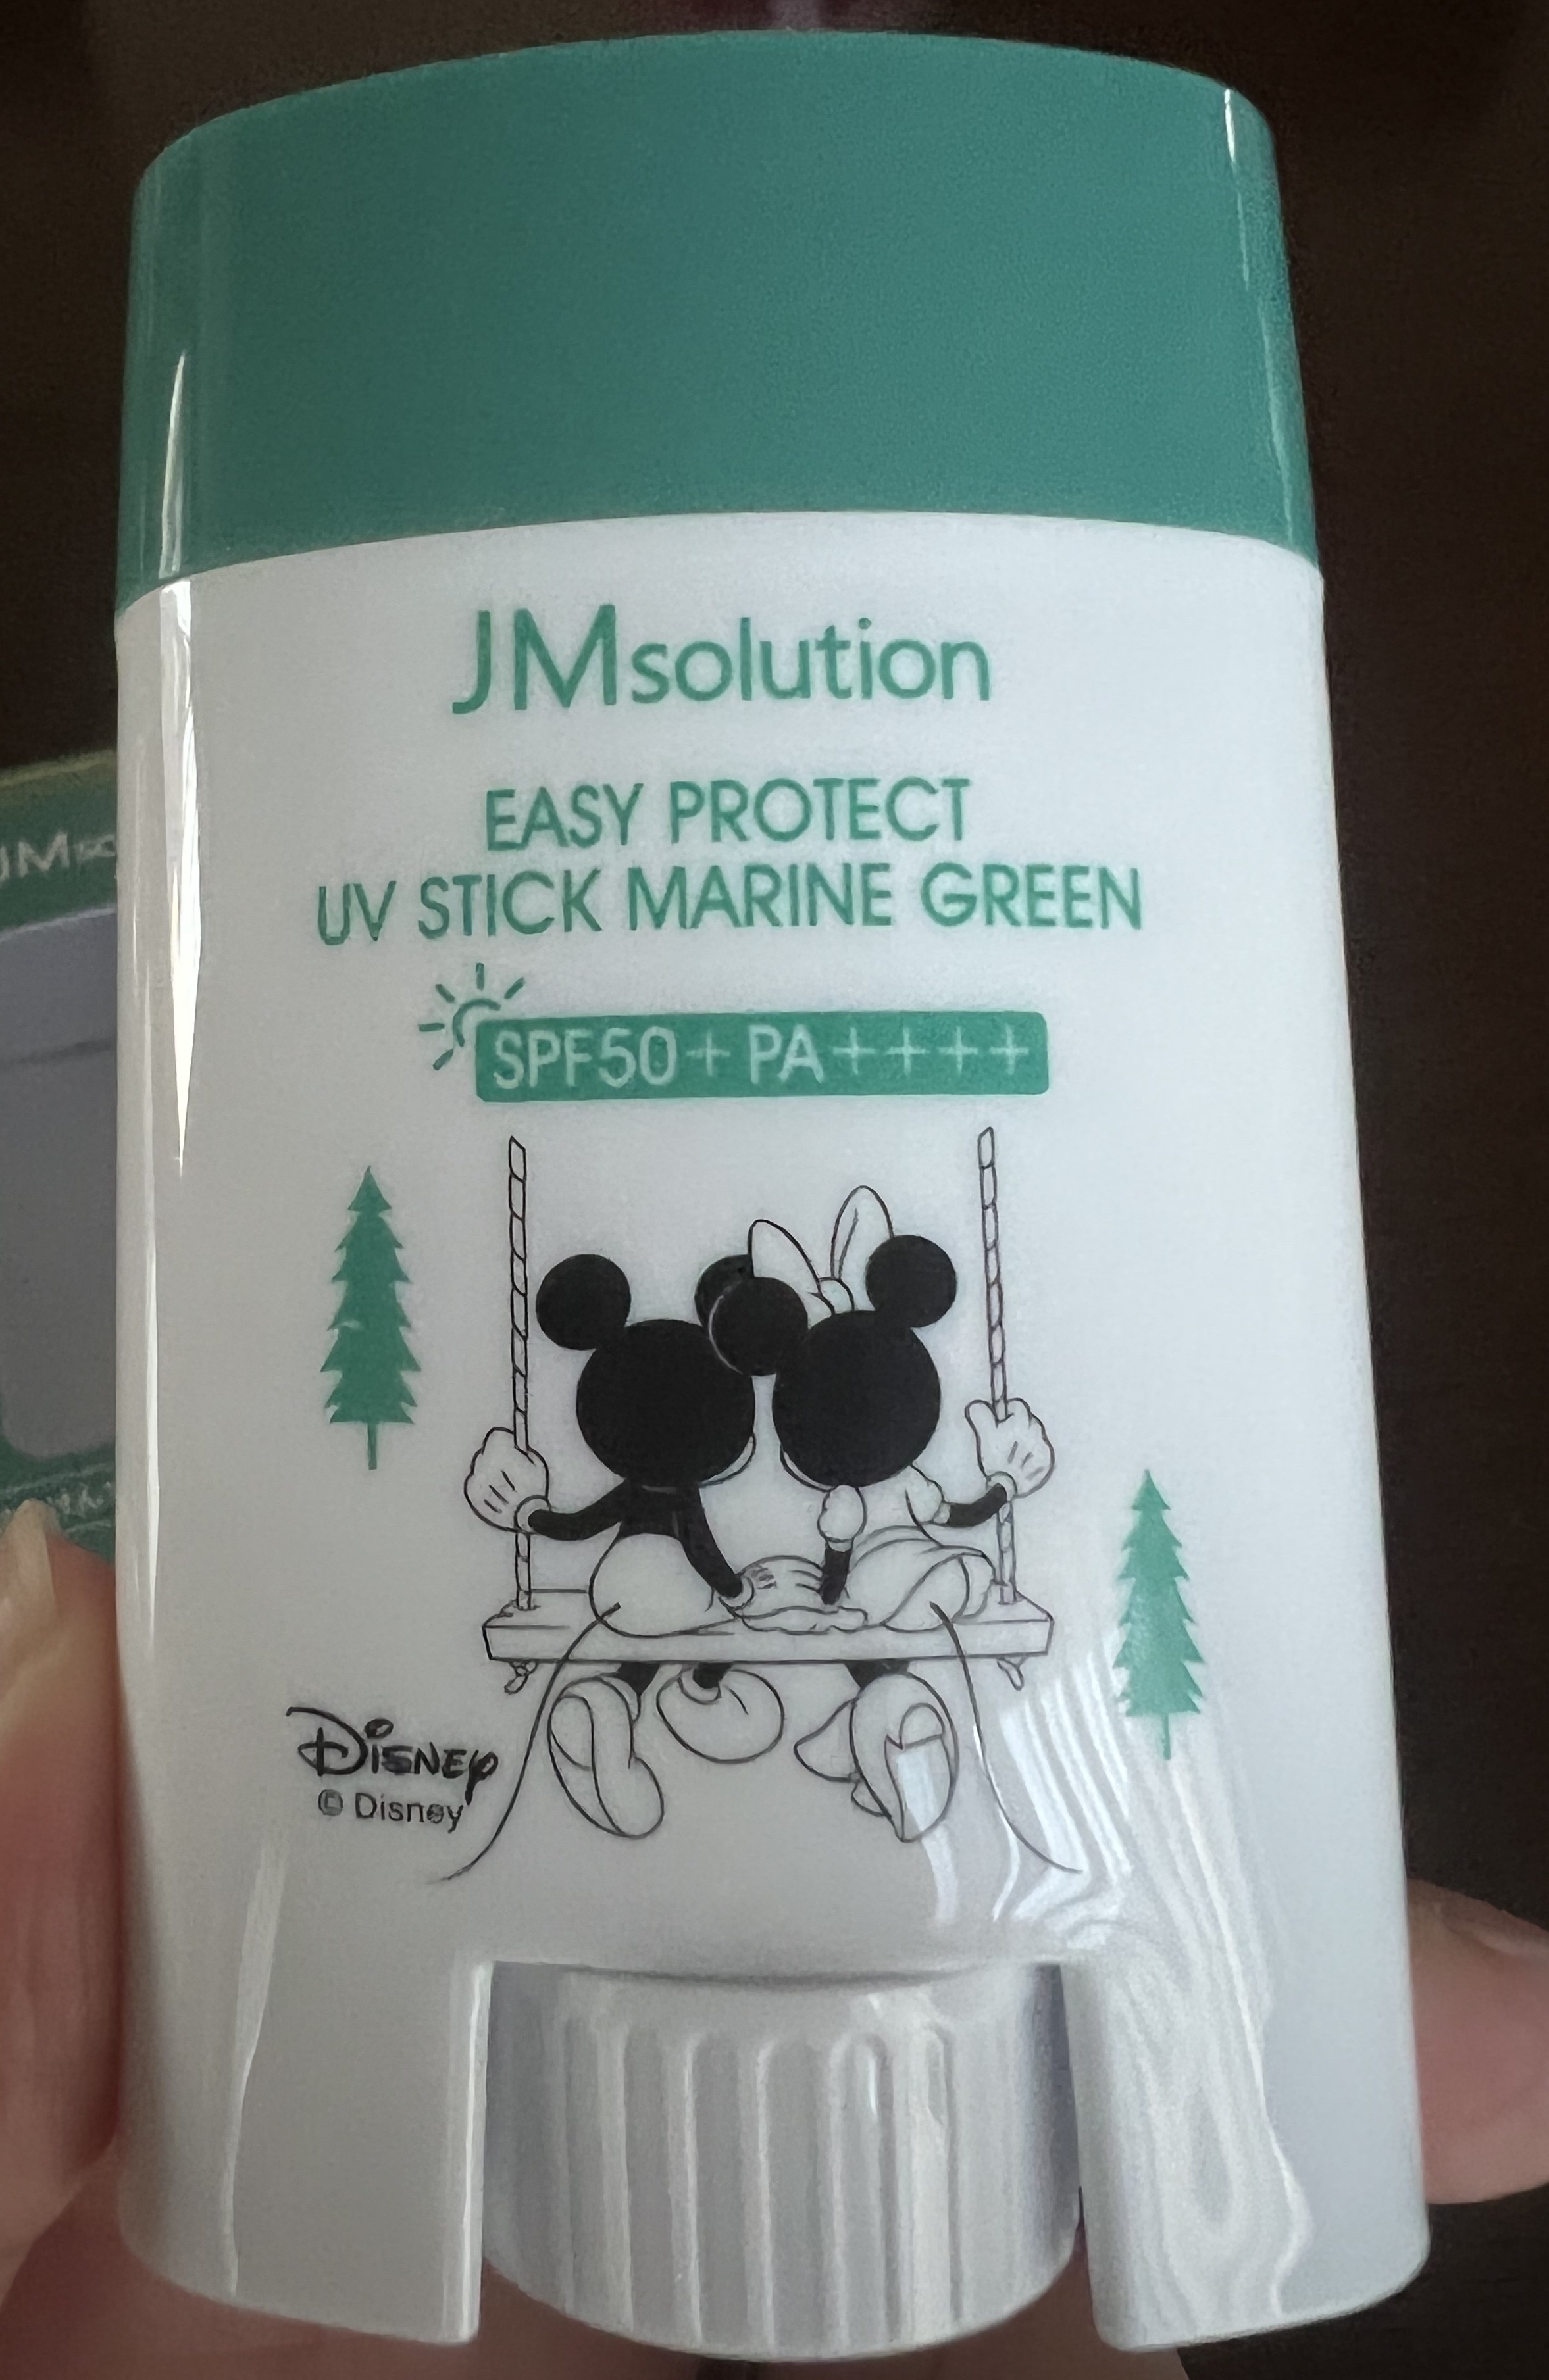 JMsolution
EASY PROTECT
UV STICK MARINE GREEN
SPF50+ PA++++
Disney
© Disney